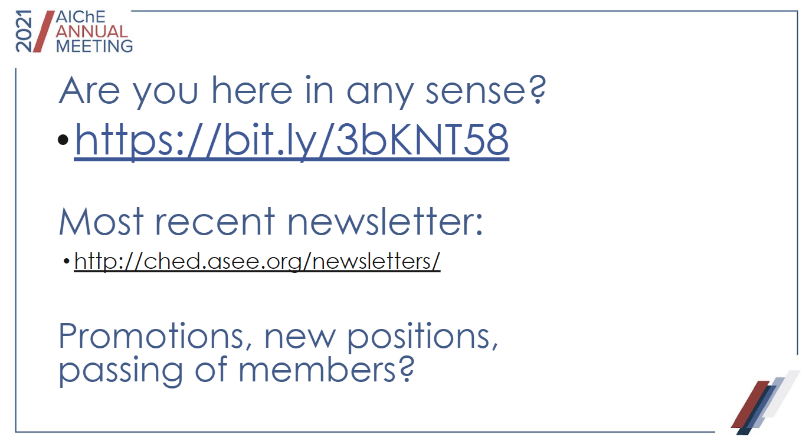 2021
AIChE
ANNUAL
MEETING
Are you here in any sense?
•https://bit.ly/3bKNT58
Most recent newsletter:
•http://ched.asee.org/newsletters/
Promotions, new positions,
passing of members?